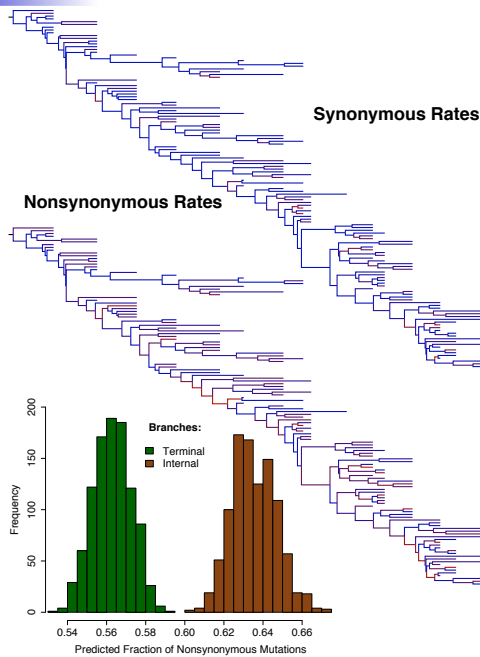 Synonymous Rates
Nonsynonymous Rates
Branches:
Terminal
Internal
Frequency
0
50
100
150
200
0.54 0.56 0.58 0.60 0.62 0.64 0.66
Predicted Fraction of Nonsynonymous Mutations